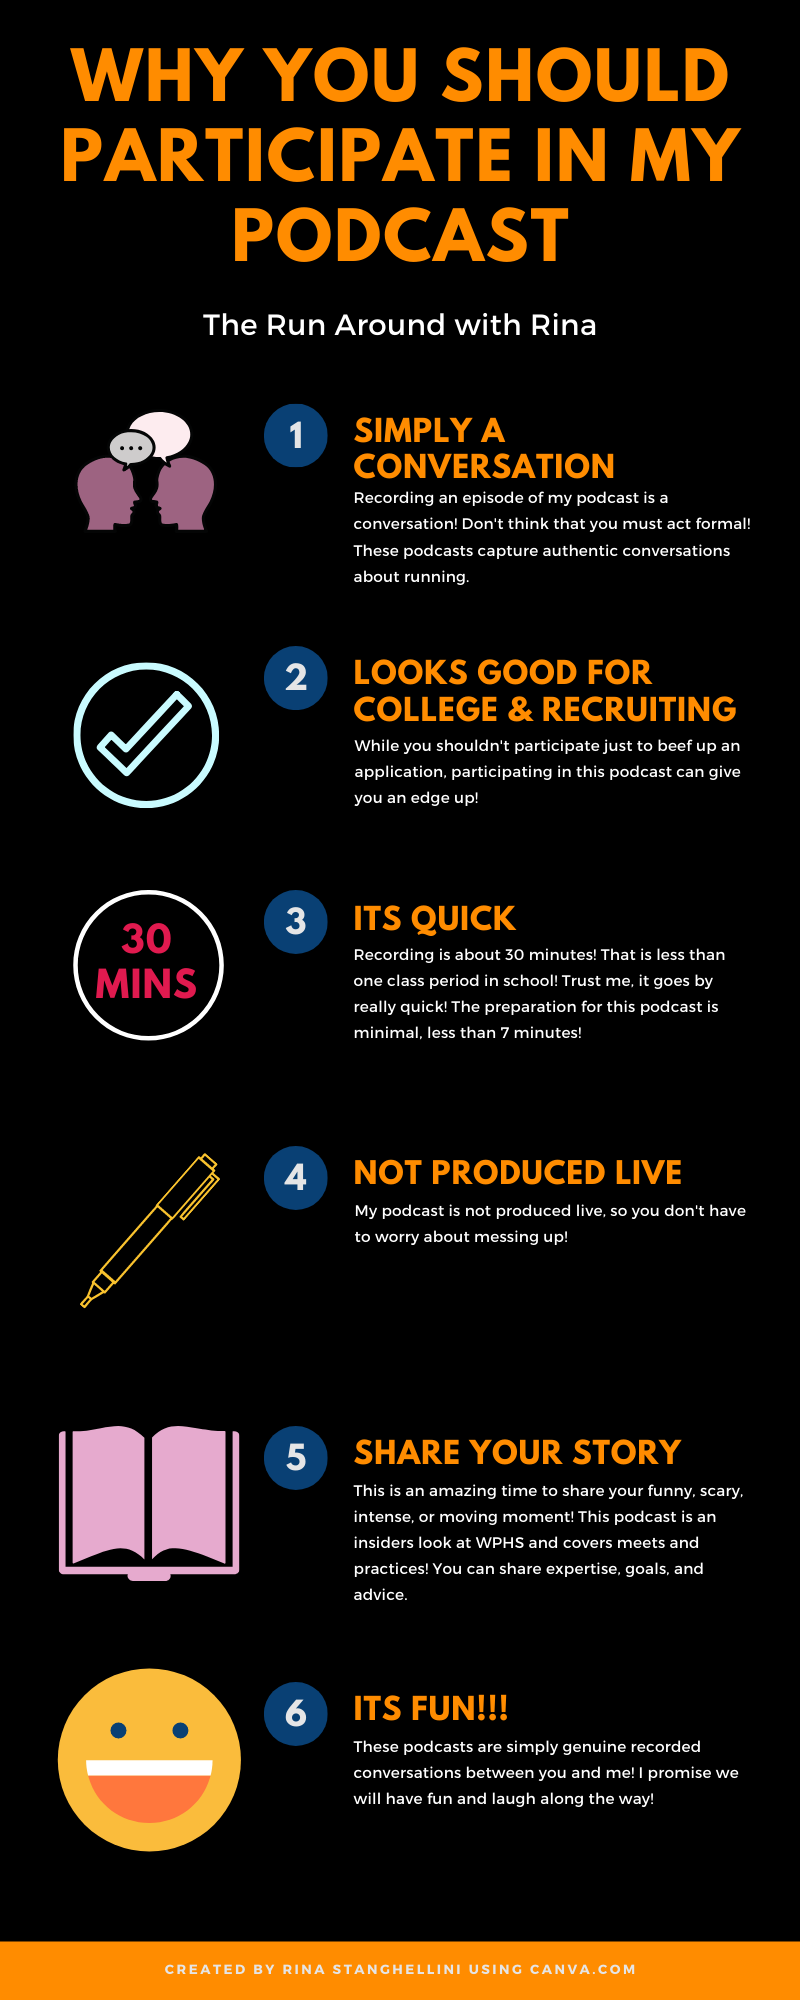 WHY YOU SHOULD
PARTICIPATE IN MY
PODCAST
The Run Around with Rina
1
SIMPLY A
CONVERSATION
Recording an episode of my podcast is a
conversation! Don't think that you must act formal!
These podcasts capture authentic conversations
about running.
2
LOOKS GOOD FOR
COLLEGE & RECRUITING
While you shouldn't participate just to beef up an
application, participating in this podcast can give
you an edge up!
30
MINS
3
ITS QUICK
Recording is about 30 minutes! That is less than
one class period in school! Trust me, it goes by
really quick! The preparation for this podcast is
minimal, less than 7 minutes!
4
NOT PRODUCED LIVE
My podcast is not produced live, so you don't have
to worry about messing up!
5
SHARE YOUR STORY
This is an amazing time to share your funny, scary,
intense, or moving moment! This podcast is an
insiders look at WPHS and covers meets and
practices! You can share expertise, goals, and
advice.
6
ITS FUN!!!
These podcasts are simply genuine recorded
conversations between you and me! I promise we
will have fun and laugh along the way!
CREATED BY RINA STANGHELLINI USING CANVA.COM